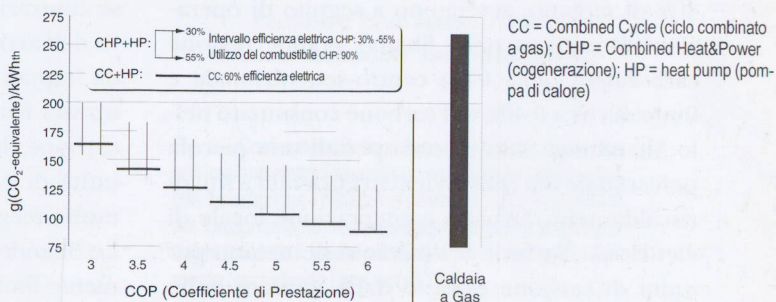 275
250
225
200
175
150
125
100
75
g(CO2-equivalente)/kWhth
CHP+HP:
30%
55%
Intervallo efficienza elettrica CHP: 30% -55%
Utilizzo del combustibile CHP: 90%
CC+HP:
CC: 60% efficienza elettrica
3
3.5
4
4.5
5
5.5
6
COP (Coefficiente di Prestazione)
Caldaia
a Gas
CC = Combined Cycle (ciclo combinato
a gas); CHP = Combined Heat&Power
(cogenerazione); HP = heat pump (pom-
pa di calore)